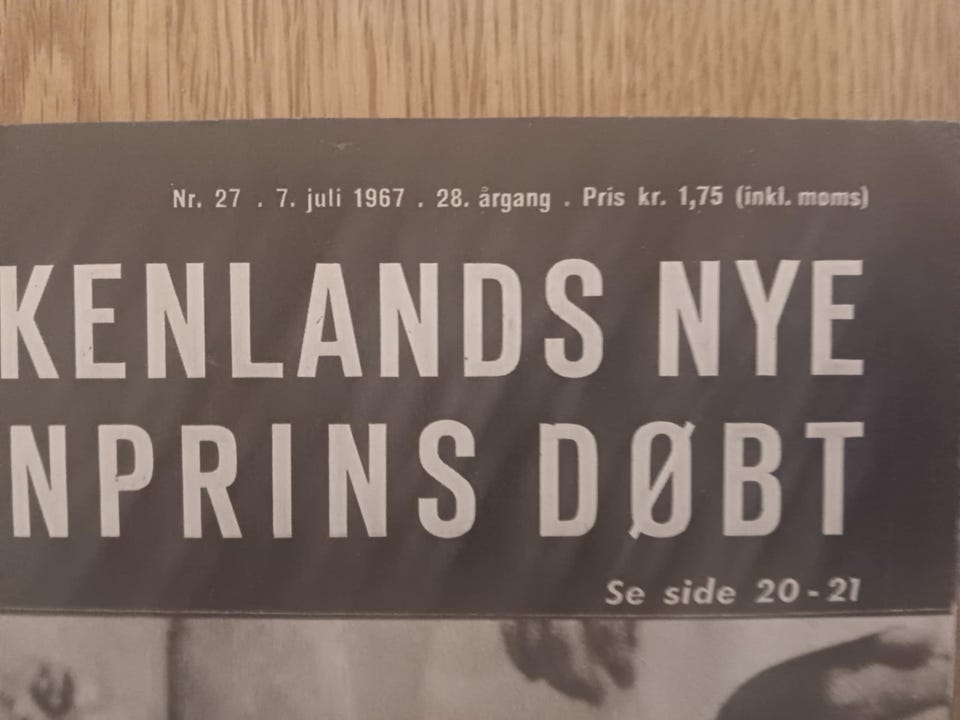 Nr. 27 . 7. juli 1967 . 28. årgang . Pris kr. 1,75 (inkl. moms)
KENLANDS NYE
NPRINS DØBT
Se side 20-21